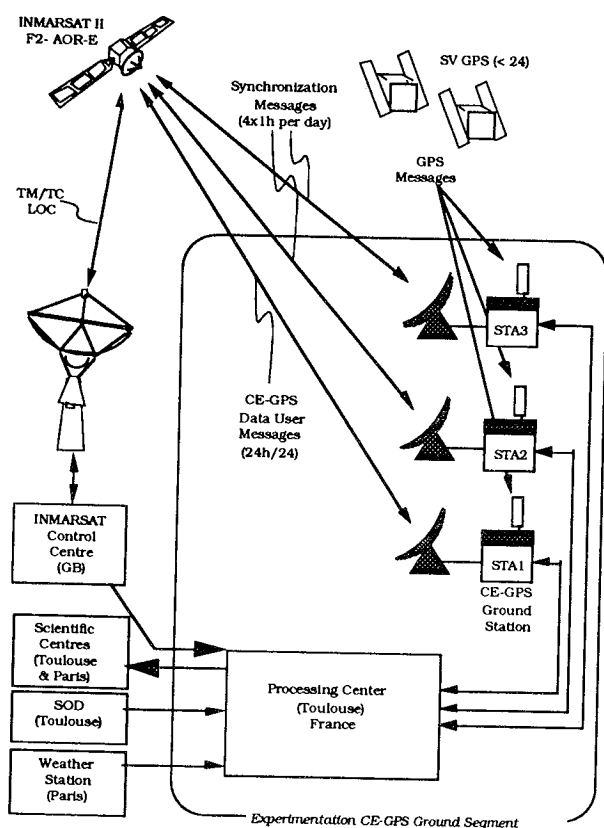 INMARSAT II
F2- AOR-E
SV GPS (< 24)
Synchronization
Messages
(4x1h per day)
GPS
Messages
TM/TC
LOC
STA3
CE-GPS
Data User
Messages
(24h/24)
STA2
INMARSAT
Control
Centre
(GB)
STA1
CE-GPS
Ground
Station
Scientific
Centres
(Toulouse
& Paris)
Processing Center
(Toulouse)
France
SOD
(Toulouse)
Weather
Station
(Paris)
Experimentation CE-GPS Ground Segment